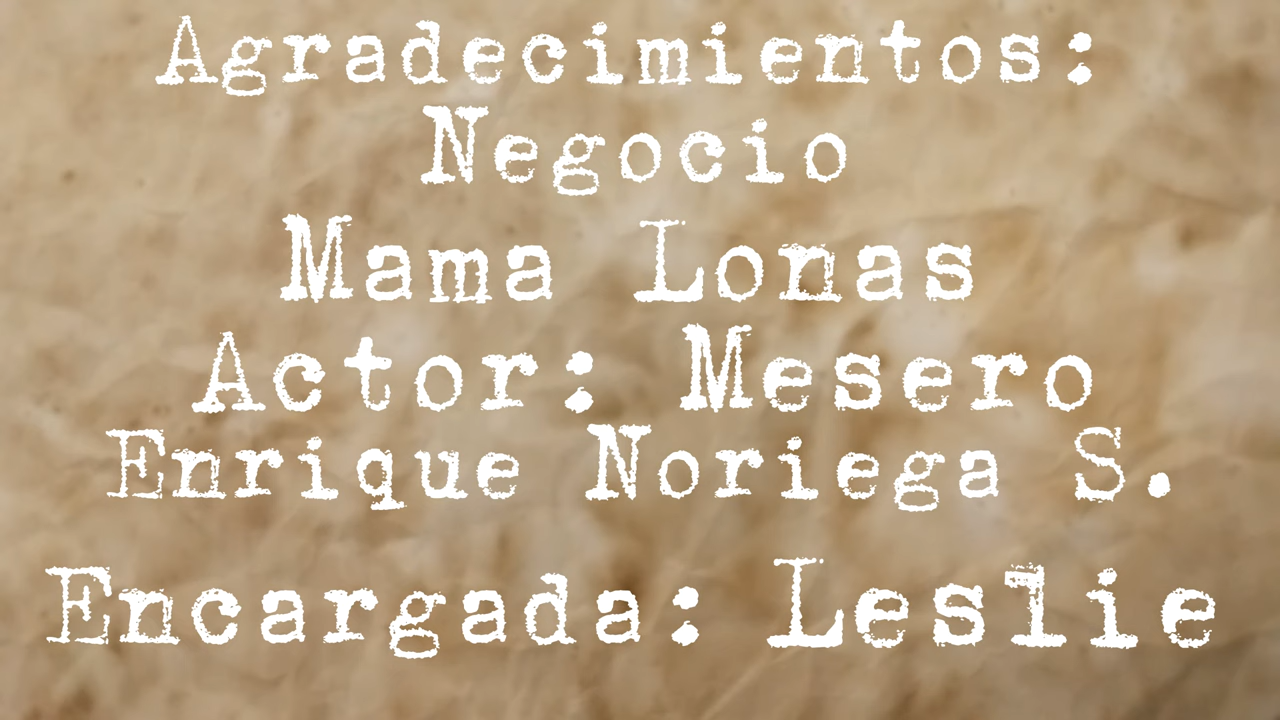 Agradecimientos:
Negocio
Mama Lonas
Actor: Mesero
Enrique Noriega S.
Encargada: Leslie